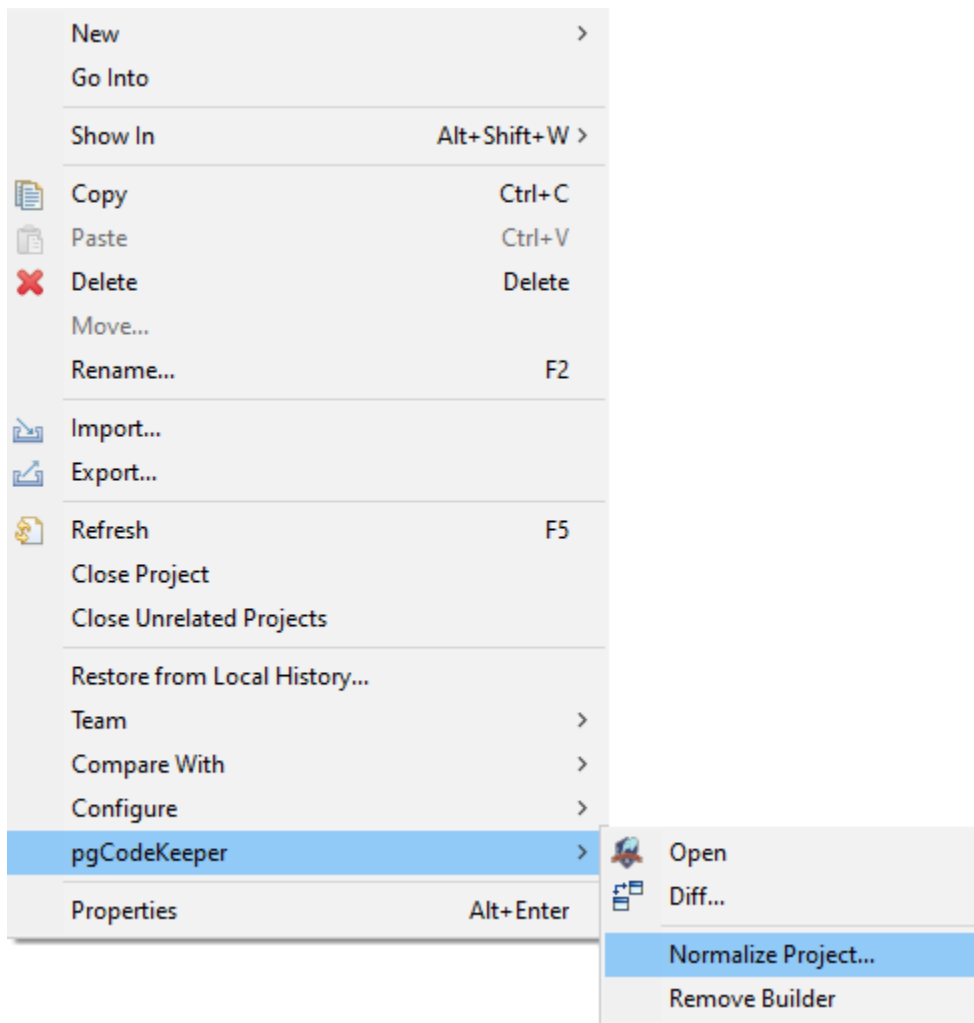 New
Go Into
Show In Alt+Shift+W
Copy Ctrl+C
Paste Ctrl+V
Delete Delete
Move...
Rename... F2
Import...
Export...
Refresh F5
Close Project
Close Unrelated Projects
Restore from Local History...
Team
Compare With
Configure
pgCodeKeeper
Properties Alt+Enter
Open
Diff...
Normalize Project...
Remove Builder